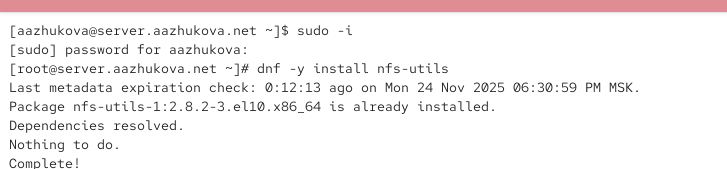 [aazhukova@server.aazhukova.net ~]$ sudo -i
[sudo] password for aazhukova:
[root@server.aazhukova.net ~]# dnf -y install nfs-utils
Last metadata expiration check: 0:12:13 ago on Mon 24 Nov 2025 06:30:59 PM MSK.
Package nfs-utils-1:2.8.2-3.el10.x86_64 is already installed.
Dependencies resolved.
Nothing to do.
Complete!